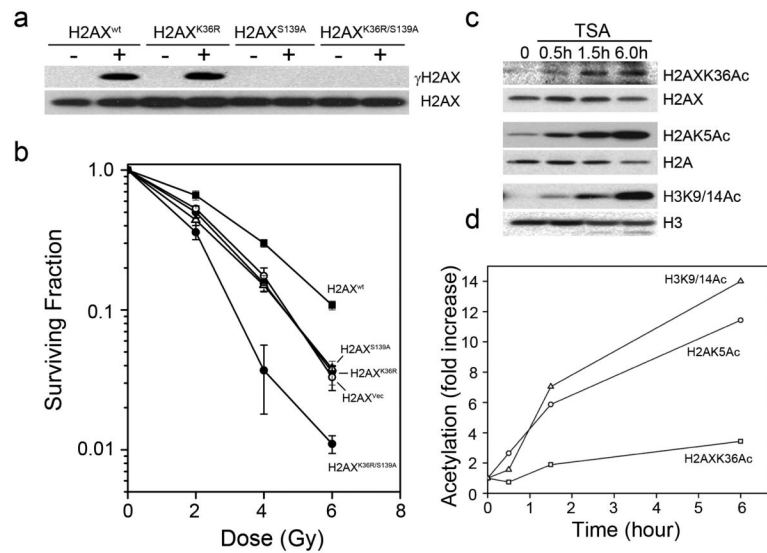 a
H2AXwt H2AXK36R H2AXS139A H2AXK36R/S139A
- + - + - + - +
γH2AX
H2AX
b
1.0
0.1
0.01
Surviving Fraction
H2AXwt
H2AXS139A
H2AXK36R
H2AXVec
H2AXK36R/S139A
0 2 4 6 8
Dose (Gy)
c
TSA
0 0.5h 1.5h 6.0h
H2AXK36Ac
H2AX
H2AK5Ac
H2A
H3K9/14Ac
H3
d
14
12
10
8
6
4
2
0
Acetylation (fold increase)
H3K9/14Ac
H2AK5Ac
H2AXK36Ac
0 1 2 3 4 5 6
Time (hour)